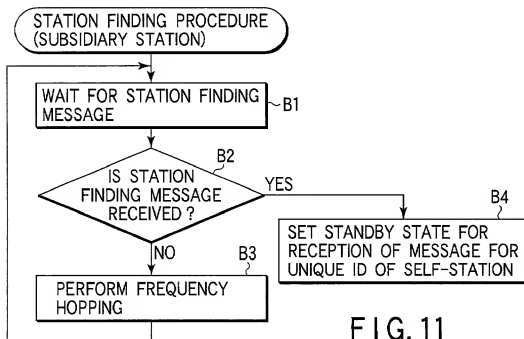 STATION FINDING PROCEDURE
(SUBSIDIARY STATION)
WAIT FOR STATION FINDING
MESSAGE
B1
B2
IS STATION
FINDING MESSAGE
RECEIVED?
YES
NO
B4
SET STANDBY STATE FOR
RECEPTION OF MESSAGE FOR
UNIQUE ID OF SELF-STATION
B3
PERFORM FREQUENCY
HOPPING
FIG. 11